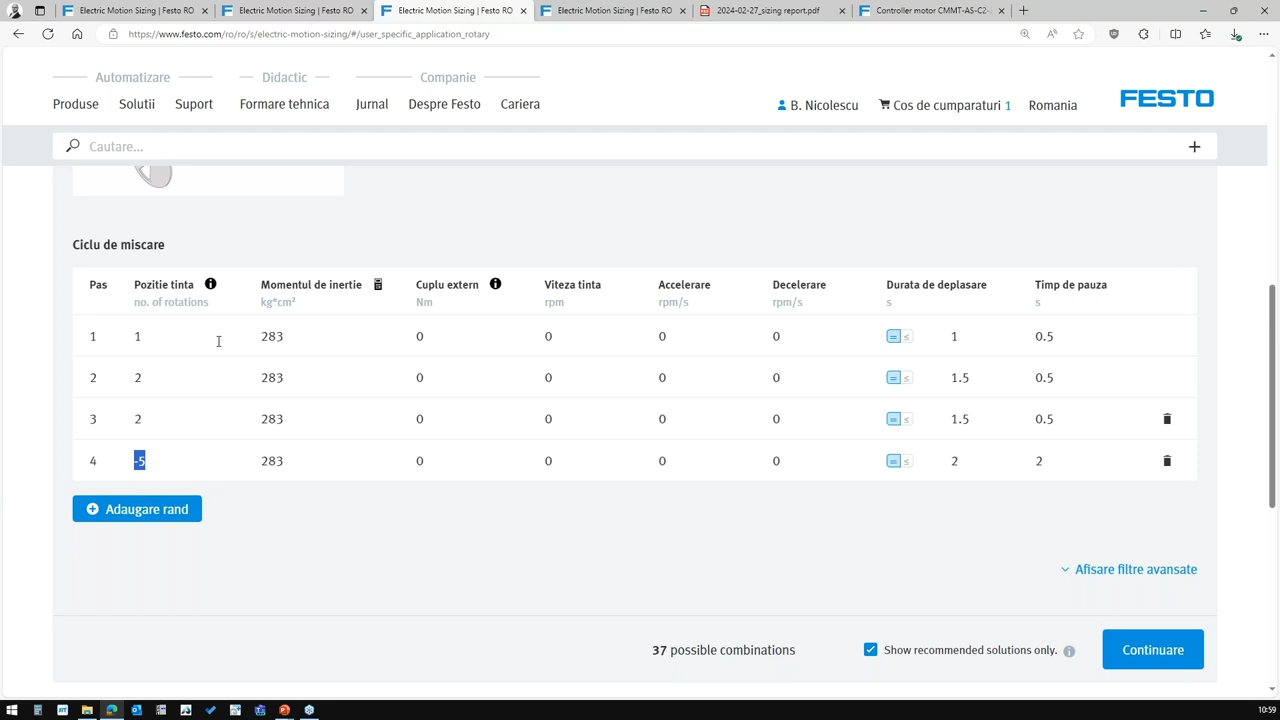 Electric Motion Sizing | Festo RO
Electric Motion Sizing | Festo RO
Electric Motion Sizing | Festo RO
Electric Motion Sizing | Festo RO
2024-02-27_sizing report.pdf
Controller motor CMMT-AS-C2-
https://www.festo.com/ro/ro/s/electric-motion-sizing/#/user_specific_application_rotary
Automatizare Didactic Companie
Produse Solutii Suport Formare tehnica Jurnal Despre Festo Cariera
B. Nicolescu Cos de cumparaturi 1 Romania
FESTO
Cautare...
Ciclu de miscare
Pas Pozitie tinta Momentul de inertie Cuplu extern Viteza tinta Accelerare Decelerare Durata de deplasare Timp de pauza
no. of rotations kg*cm² Nm rpm rpm/s rpm/s s s
1 1 283 0 0 0 0 = ≤ 1 0.5
2 2 283 0 0 0 0 = ≤ 1.5 0.5
3 2 283 0 0 0 0 = ≤ 1.5 0.5
4 -5 283 0 0 0 0 = ≤ 2 2
Adaugare rand
Afisare filtre avansate
37 possible combinations Show recommended solutions only. Continuare
10:59